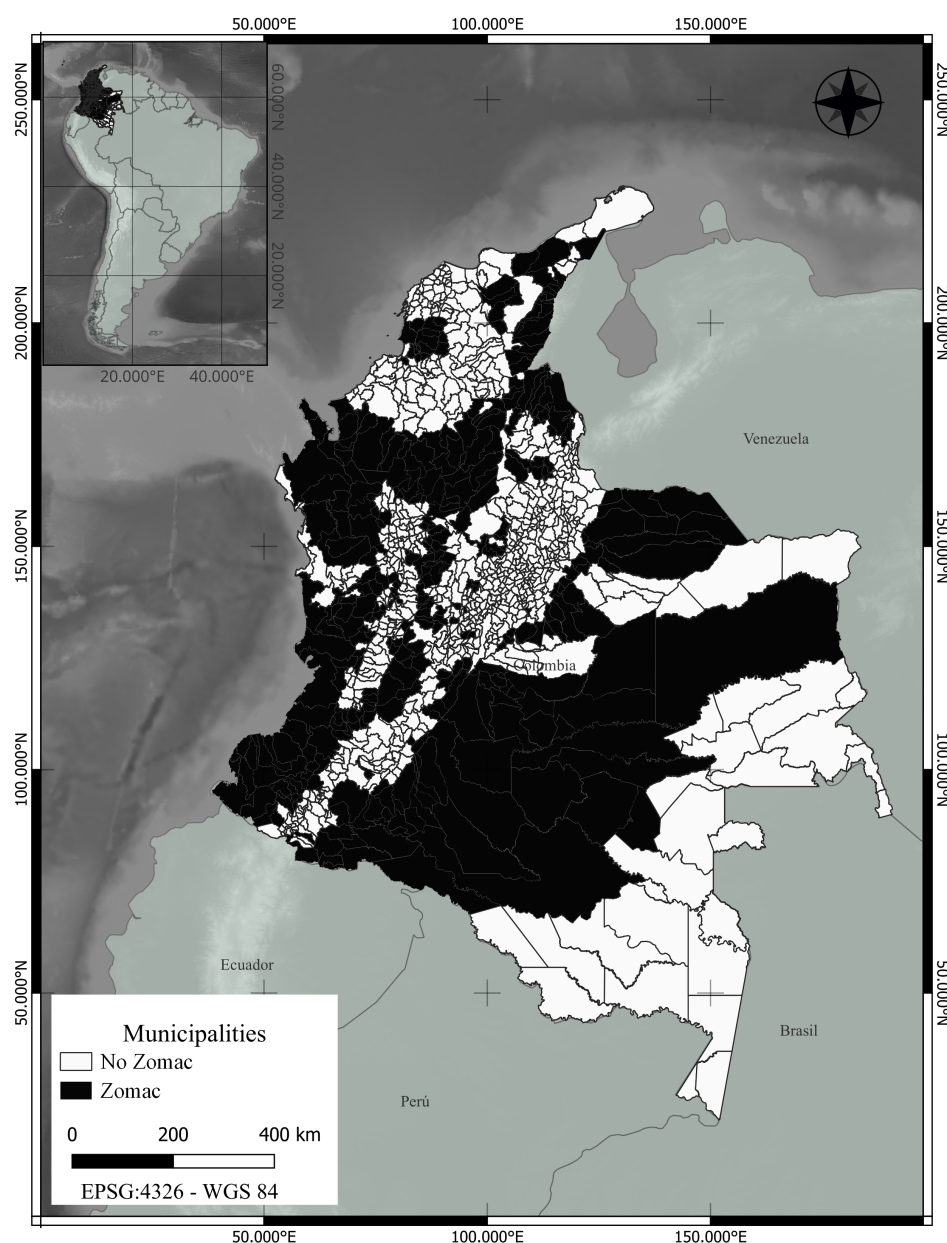 50.000°E 100.000°E 150.000°E
250.000°N
200.000°N
150.000°N
100.000°N
50.000°N
60.000°N
40.000°N
20.000°N
20.000°E 40.000°E
250.000°N
200.000°N
150.000°N
100.000°N
50.000°N
Venezuela
Colombia
Ecuador
Brasil
Perú
Municipalities
No Zomac
Zomac
0 200 400 km
EPSG:4326 - WGS 84
50.000°E 100.000°E 150.000°E